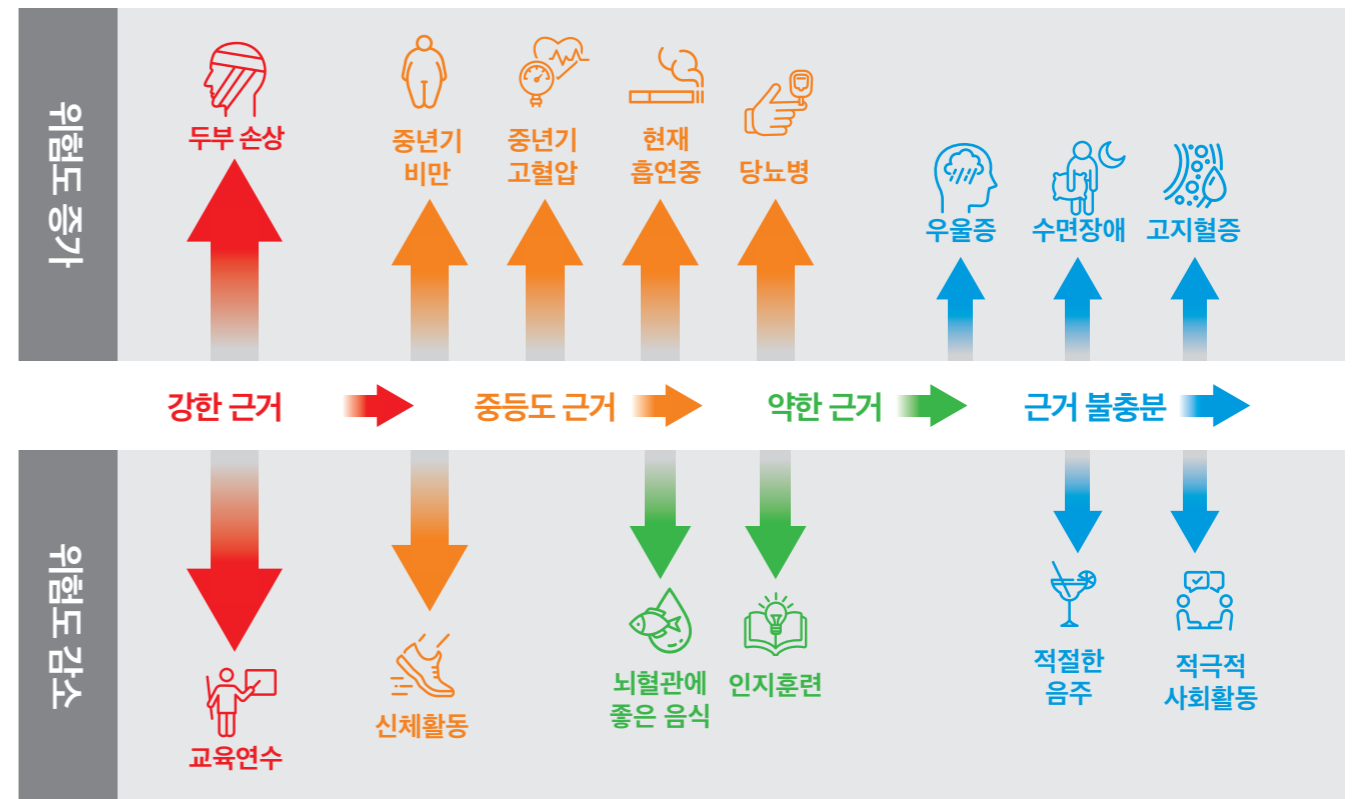 위험도 증가
두부 손상
중년기
비만
중년기
고혈압
현재
흡연중
당뇨병
우울증
수면장애
고지혈증
강한 근거
중등도 근거
약한 근거
근거 불충분
위험도 감소
교육연수
신체활동
뇌혈관에
좋은 음식
인지훈련
적절한
음주
적극적
사회활동